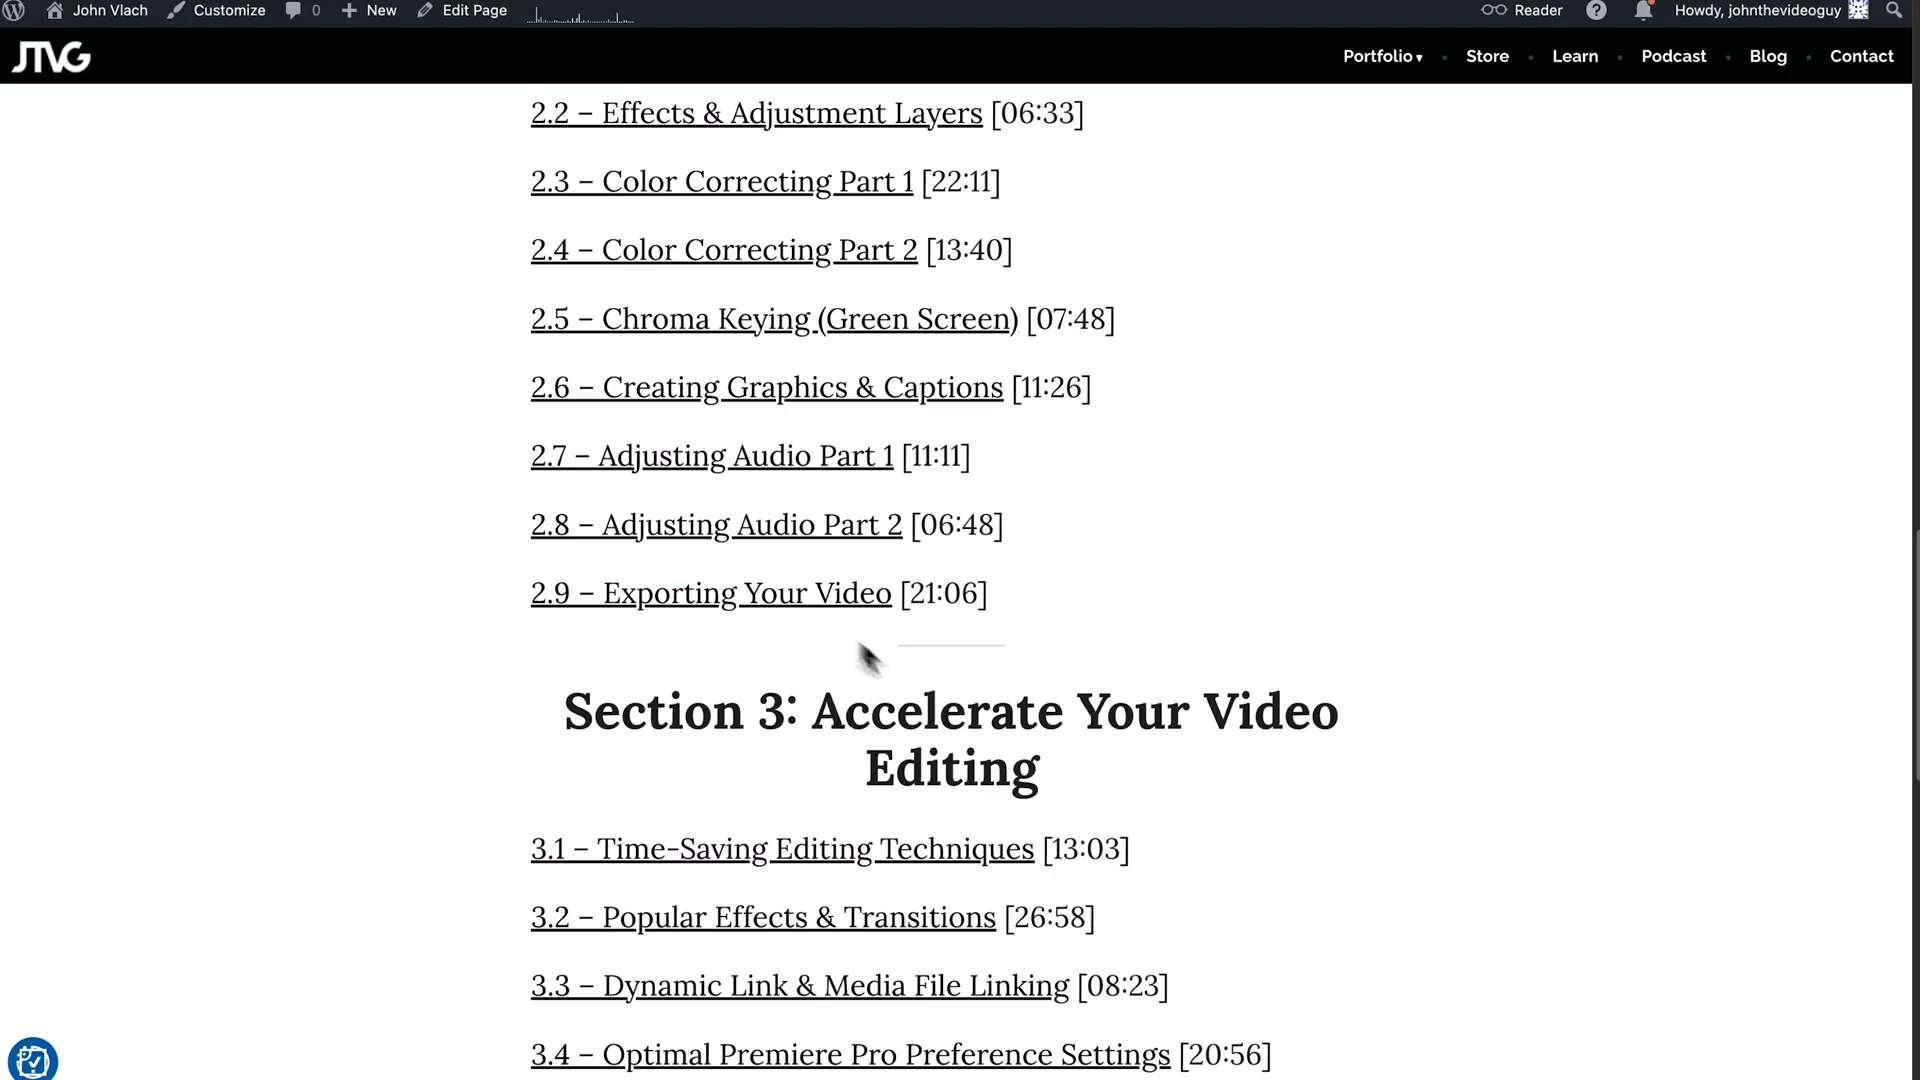 John Vlach Customize 0 New Edit Page Reader Howdy, johnthevideoguy
JTVG Portfolio Store Learn Podcast Blog Contact
2.2 – Effects & Adjustment Layers [06:33]
2.3 – Color Correcting Part 1 [22:11]
2.4 – Color Correcting Part 2 [13:40]
2.5 – Chroma Keying (Green Screen) [07:48]
2.6 – Creating Graphics & Captions [11:26]
2.7 – Adjusting Audio Part 1 [11:11]
2.8 – Adjusting Audio Part 2 [06:48]
2.9 – Exporting Your Video [21:06]
Section 3: Accelerate Your Video
Editing
3.1 – Time-Saving Editing Techniques [13:03]
3.2 – Popular Effects & Transitions [26:58]
3.3 – Dynamic Link & Media File Linking [08:23]
3.4 – Optimal Premiere Pro Preference Settings [20:56]